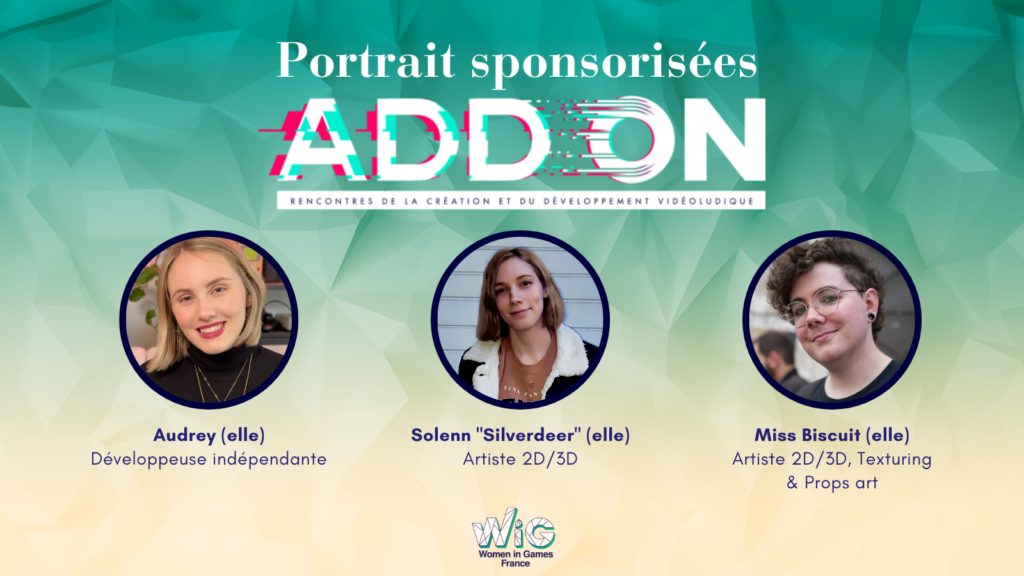 Portrait sponsorisées
ADD ON
RENCONTRES DE LA CRÉATION ET DU DÉVELOPPEMENT VIDÉOLUDIQUE
Audrey (elle)
Développeuse indépendante
Solenn "Silverdeer" (elle)
Artiste 2D/3D
Miss Biscuit (elle)
Artiste 2D/3D, Texturing
& Props art
WiG
Women in Games
France